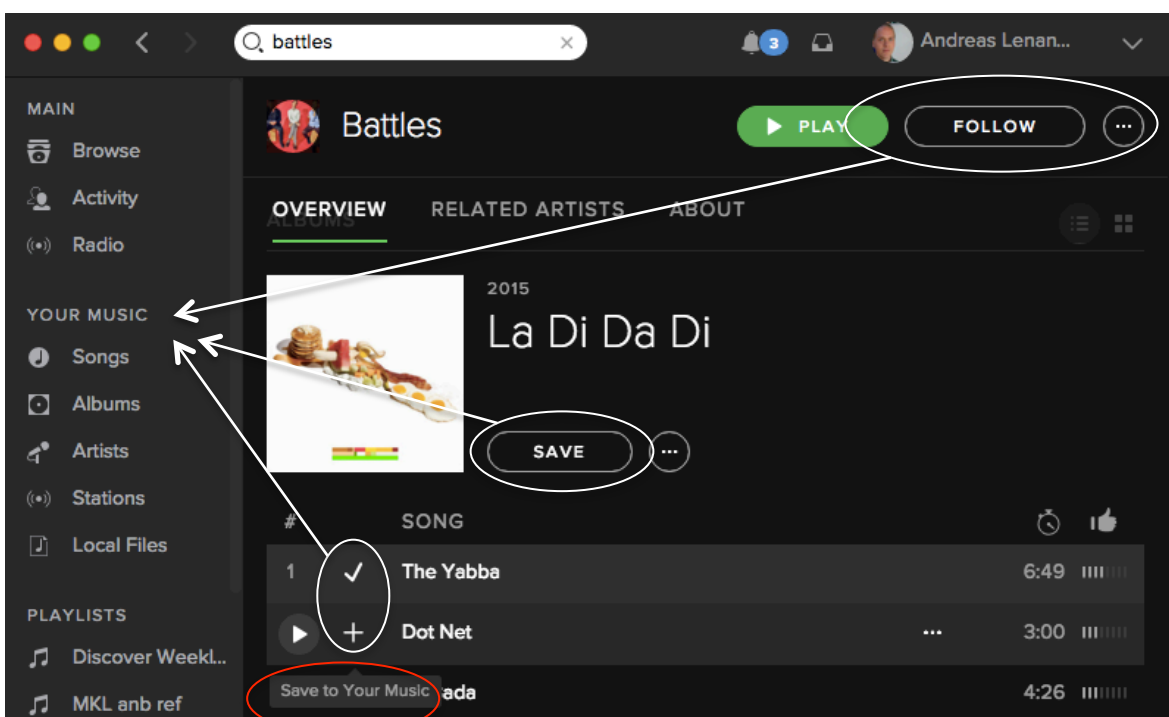 battles
3
Andreas Lenan...
MAIN
Browse
Activity
Radio
YOUR MUSIC
Songs
Albums
Artists
Stations
Local Files
PLAYLISTS
Discover Weekl...
MKL anb ref
Battles
PLAY
FOLLOW
OVERVIEW RELATED ARTISTS ABOUT
ALBUMS
2015
La Di Da Di
SAVE
# SONG
1 The Yabba 6:49
Dot Net ... 3:00
Save to Your Music ada 4:26